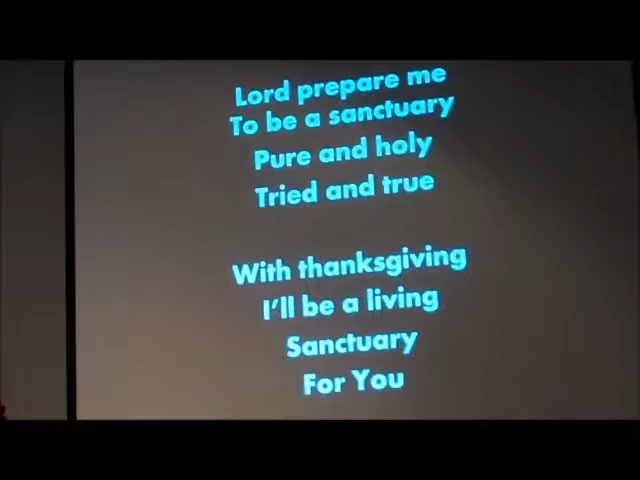 Lord prepare me
To be a sanctuary
Pure and holy
Tried and true
With thanksgiving
I'll be a living
Sanctuary
For You